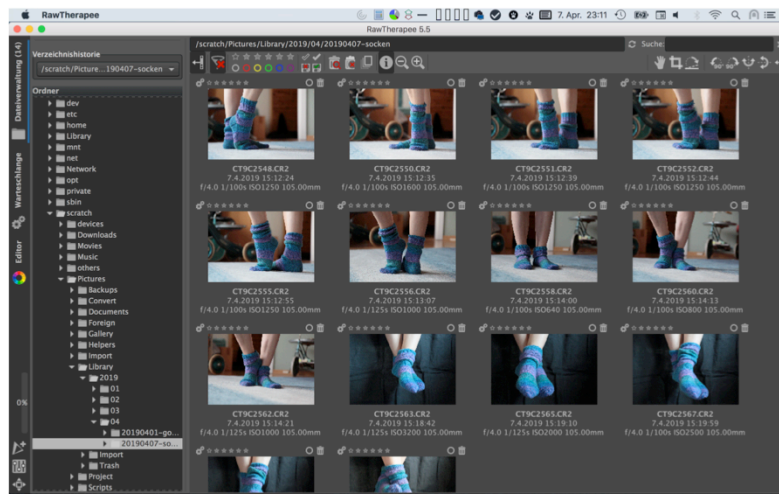 RawTherapee
7. Apr. 23:11
RawTherapee 5.5
Dateiverwaltung (14)
Warteschlange
Editor
0%
Verzeichnishistorie
/scratch/Picture...190407-socken
Ordner
dev
etc
home
Library
mnt
net
Network
opt
private
sbin
scratch
devices
Downloads
Movies
Music
others
Pictures
Backups
Convert
Documents
Foreign
Gallery
Helpers
Import
Library
2019
01
02
03
04
20190401-go...
20190407-so...
Import
Trash
Project
Scripts
/scratch/Pictures/Library/2019/04/20190407-socken
Suche:
CT9C2548.CR2
7.4.2019 15:12:24
f/4.0 1/100s ISO1250 105.00mm
CT9C2550.CR2
7.4.2019 15:12:35
f/4.0 1/100s ISO1600 105.00mm
CT9C2551.CR2
7.4.2019 15:12:39
f/4.0 1/100s ISO1250 105.00mm
CT9C2552.CR2
7.4.2019 15:12:44
f/4.0 1/100s ISO1250 105.00mm
CT9C2555.CR2
7.4.2019 15:12:55
f/4.0 1/100s ISO1250 105.00mm
CT9C2556.CR2
7.4.2019 15:13:07
f/4.0 1/125s ISO1000 105.00mm
CT9C2558.CR2
7.4.2019 15:14:00
f/4.0 1/100s ISO640 105.00mm
CT9C2560.CR2
7.4.2019 15:14:13
f/4.0 1/100s ISO800 105.00mm
CT9C2562.CR2
7.4.2019 15:14:21
f/4.0 1/125s ISO1000 105.00mm
CT9C2563.CR2
7.4.2019 15:18:42
f/4.0 1/125s ISO3200 105.00mm
CT9C2565.CR2
7.4.2019 15:19:10
f/4.0 1/125s ISO2000 105.00mm
CT9C2567.CR2
7.4.2019 15:19:59
f/4.0 1/100s ISO2500 105.00mm